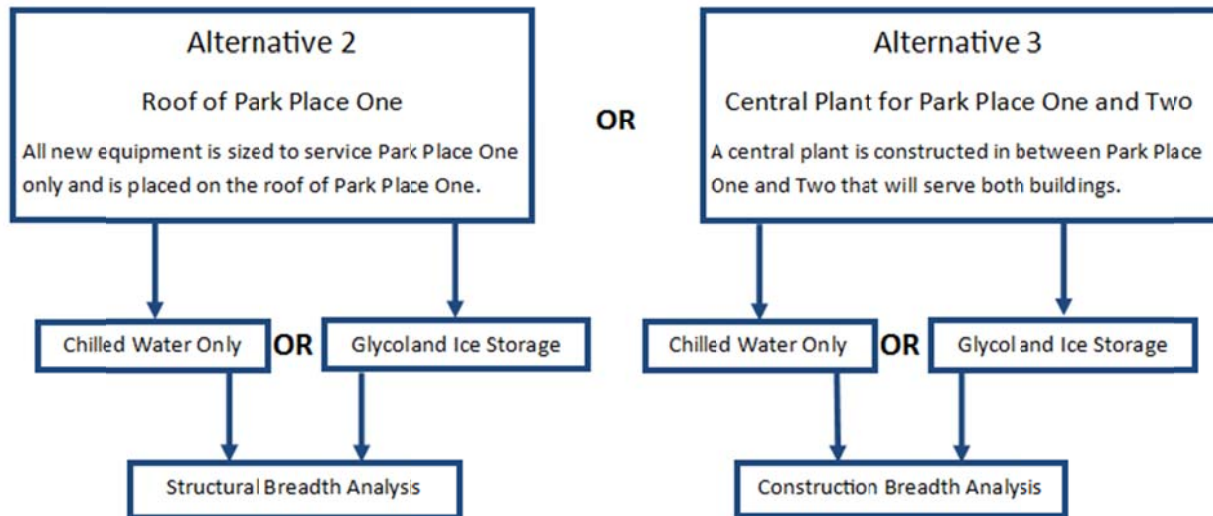 Alternative 2
Roof of Park Place One
All new equipment is sized to service Park Place One
only and is placed on the roof of Park Place One.
OR
Alternative 3
Central Plant for Park Place One and Two
A central plant is constructed in between Park Place
One and Two that will serve both buildings.
Chilled Water Only
OR
Glycol and Ice Storage
Chilled Water Only
OR
Glycol and Ice Storage
Structural Breadth Analysis
Construction Breadth Analysis